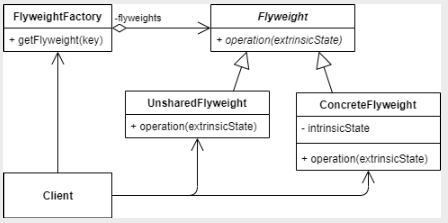 FlyweightFactory
+ getFlyweight(key)
-flyweights
Flyweight
+ operation(extrinsicState)
UnsharedFlyweight
+ operation(extrinsicState)
ConcreteFlyweight
- intrinsicState
+ operation(extrinsicState)
Client